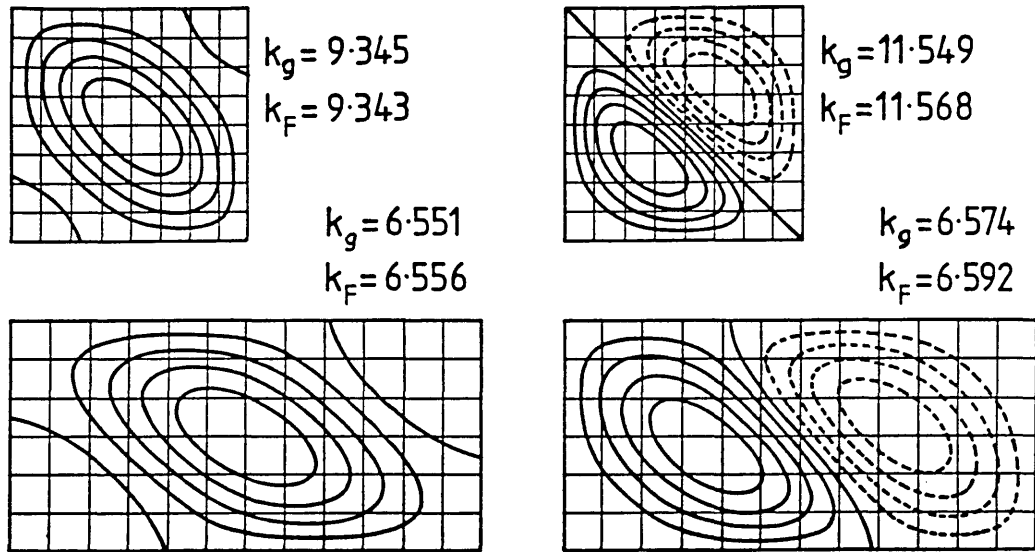 k_g = 9·345
k_F = 9·343
k_g = 11·549
k_F = 11·568
k_g = 6·551
k_F = 6·556
k_g = 6·574
k_F = 6·592